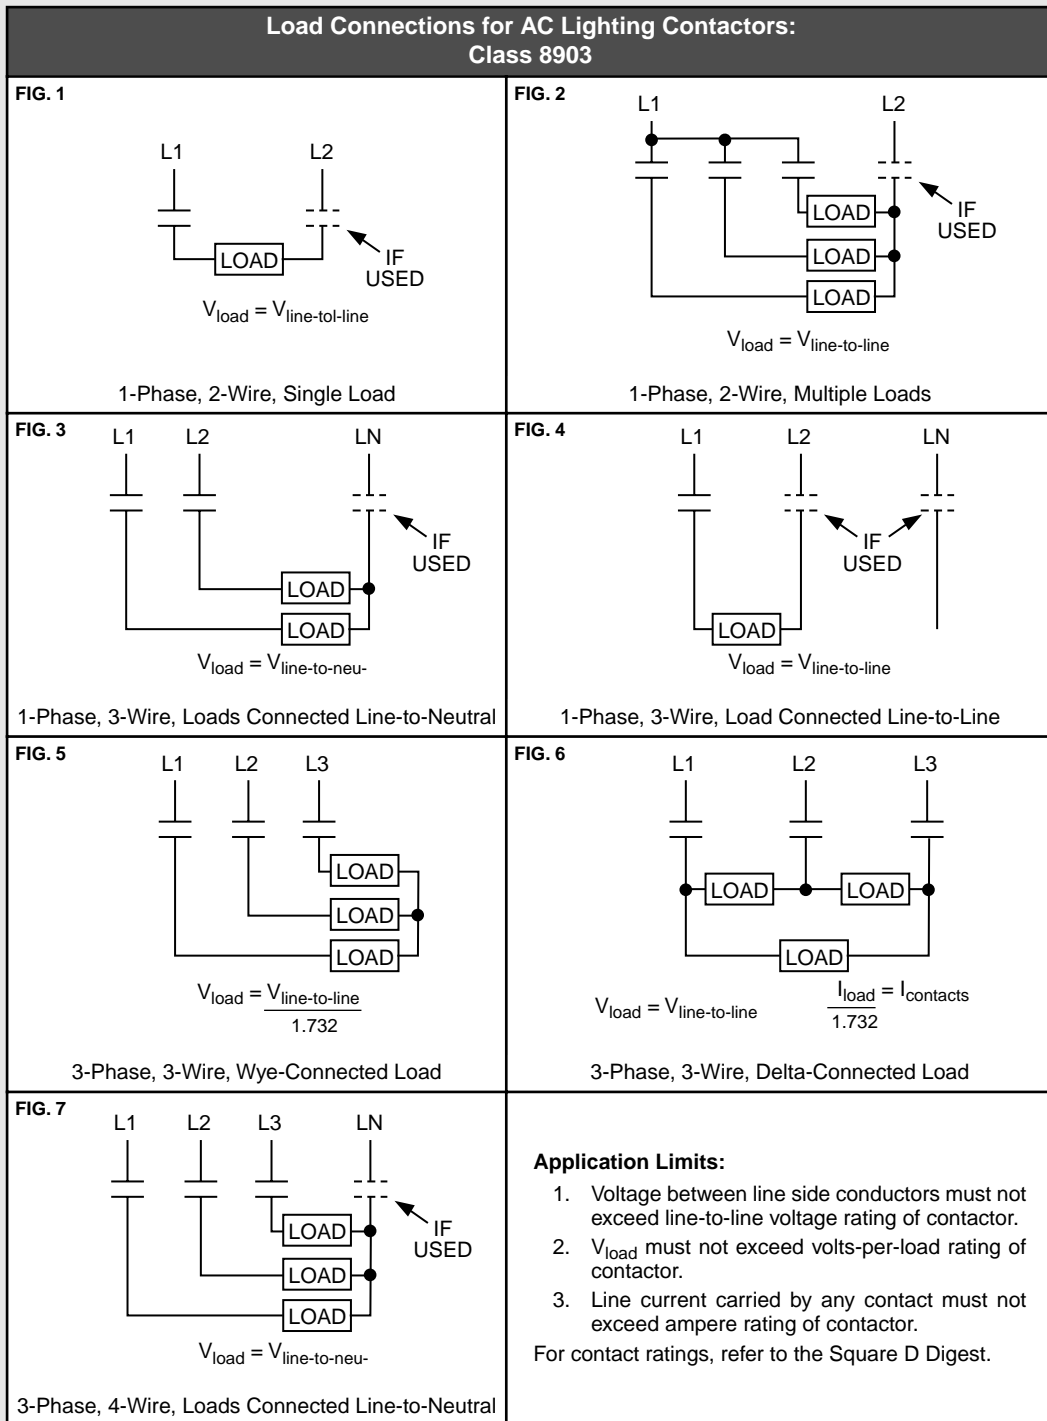 Load Connections for AC Lighting Contactors:
Class 8903
FIG. 1
L1 L2
IF
USED
LOAD
Vload = Vline-tol-line
1-Phase, 2-Wire, Single Load
FIG. 2
L1 L2
LOAD
IF
USED
LOAD
LOAD
Vload = Vline-to-line
1-Phase, 2-Wire, Multiple Loads
FIG. 3
L1 L2 LN
IF
USED
LOAD
LOAD
Vload = Vline-to-neu-
1-Phase, 3-Wire, Loads Connected Line-to-Neutral
FIG. 4
L1 L2 LN
IF
USED
LOAD
Vload = Vline-to-line
1-Phase, 3-Wire, Load Connected Line-to-Line
FIG. 5
L1 L2 L3
LOAD
LOAD
LOAD
Vload = Vline-to-line
1.732
3-Phase, 3-Wire, Wye-Connected Load
FIG. 6
L1 L2 L3
LOAD LOAD
LOAD
Vload = Vline-to-line
Iload = Icontacts
1.732
3-Phase, 3-Wire, Delta-Connected Load
FIG. 7
L1 L2 L3 LN
LOAD
IF
USED
LOAD
LOAD
Vload = Vline-to-neu-
3-Phase, 4-Wire, Loads Connected Line-to-Neutral
Application Limits:
1. Voltage between line side conductors must not
exceed line-to-line voltage rating of contactor.
2. Vload must not exceed volts-per-load rating of
contactor.
3. Line current carried by any contact must not
exceed ampere rating of contactor.
For contact ratings, refer to the Square D Digest.